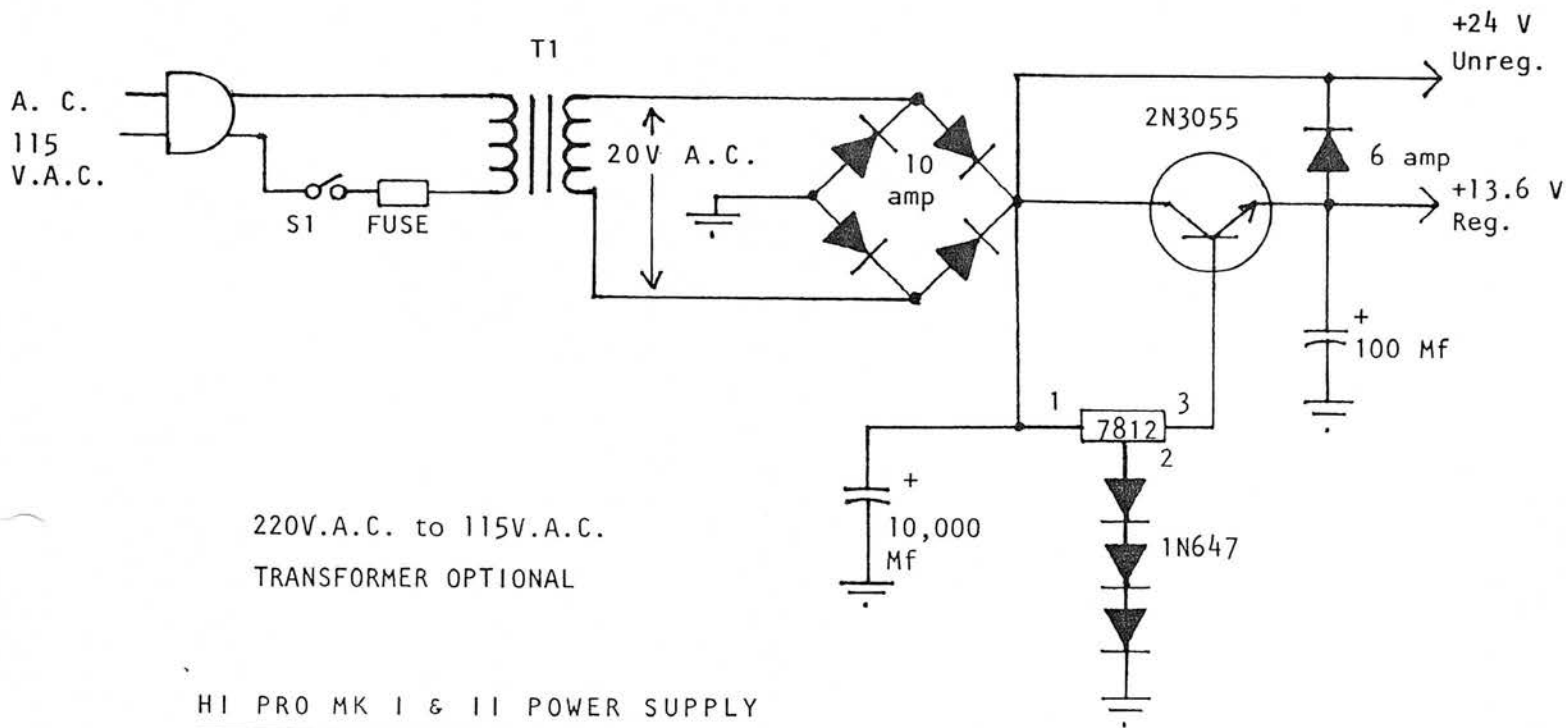 T1
A. C.
115
V.A.C.
S1
FUSE
20V A.C.
10
amp
+24 V
Unreg.
2N3055
6 amp
+13.6 V
Reg.
+
100 Mf
1
7812
3
2
+
10,000
Mf
1N647
220V.A.C. to 115V.A.C.
TRANSFORMER OPTIONAL
HI PRO MK I & II POWER SUPPLY